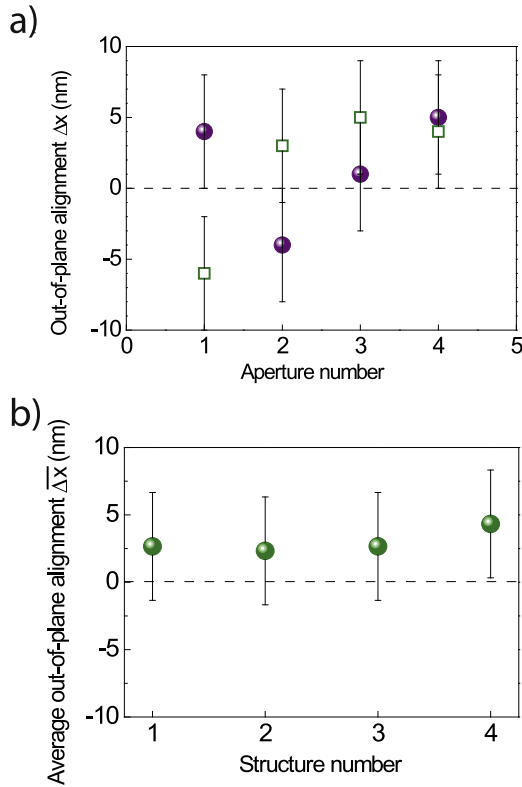 a)
Out-of-plane alignment Δx (nm)
10
5
0
-5
-10
0 1 2 3 4 5
Aperture number
b)
Average out-of-plane alignment Δx̅ (nm)
10
5
0
-5
-10
1 2 3 4
Structure number